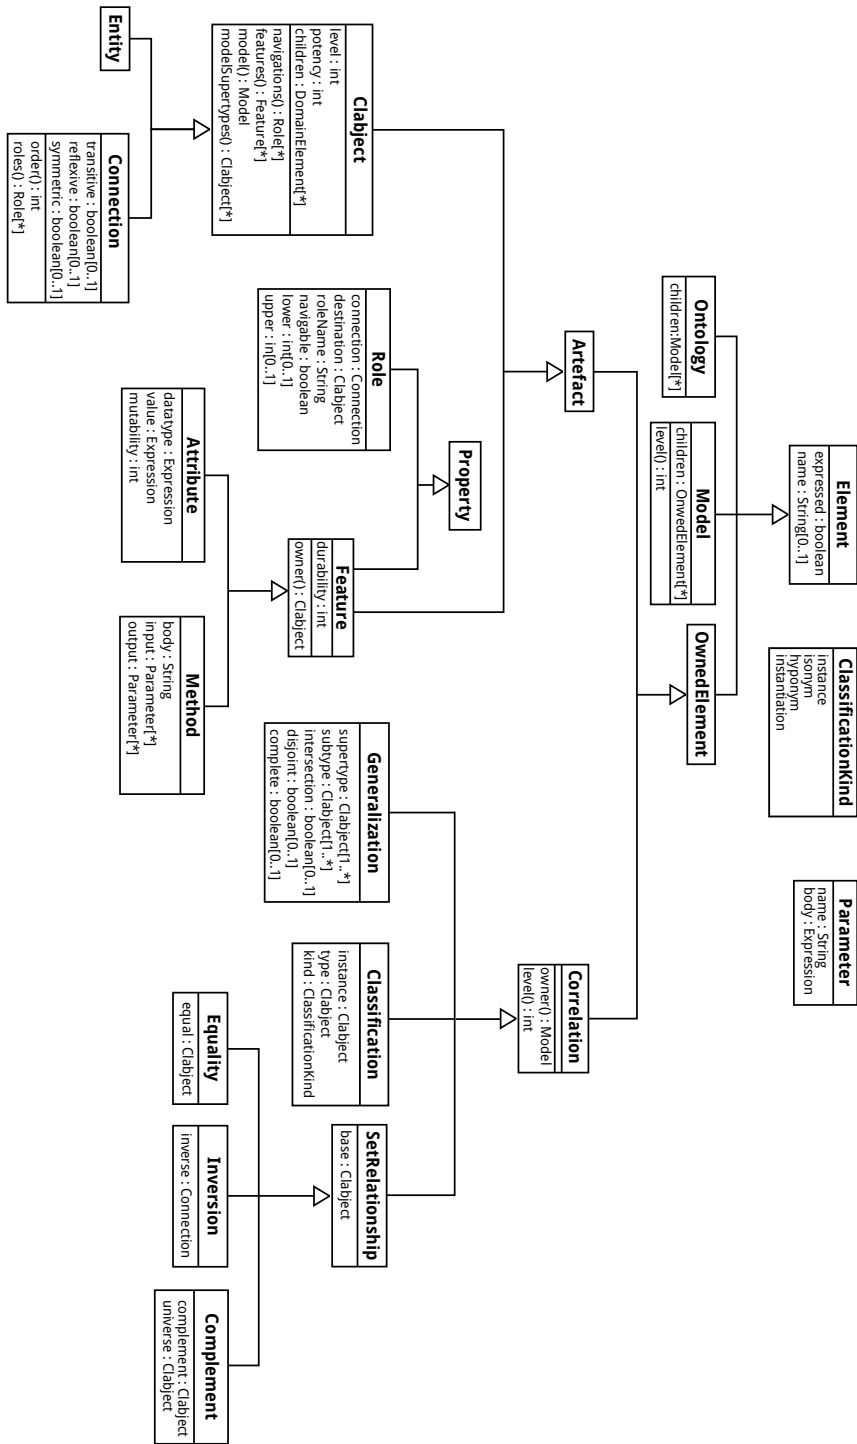 Element
expressed : boolean
name : String[0..1]
ClassificationKind
instance
isonym
hyponym
instantiation
Parameter
name : String
body : Expression
Ontology
children:Model[*]
Model
children : OnwedElement[*]
level() : int
OwnedElement
Artefact
Correlation
owner() : Model
level() : int
Property
Clabject
level : int
potency : int
children : DomainElement[*]
navigations() : Role[*]
features() : Feature[*]
model() : Model
modelSupertypes() : Clabject[*]
Role
connection : Connection
destination : Clabject
roleName : String
navigable : boolean
lower : int[0..1]
upper : in[0..1]
Feature
durability : int
owner() : Clabject
Generalization
supertype : Clabject[1..*]
subtype : Clabject[1..*]
intersection : boolean[0..1]
disjoint : boolean[0..1]
complete : boolean[0..1]
Classification
instance : Clabject
type : Clabject
kind : ClassificationKind
SetRelationship
base : Clabject
Entity
Connection
transitive : boolean[0..1]
reflexive : boolean[0..1]
symmetric : boolean[0..1]
order() : int
roles() : Role[*]
Attribute
datatype : Expression
value : Expression
mutability : int
Method
body : String
input : Parameter[*]
output : Parameter[*]
Equality
equal : Clabject
Inversion
inverse : Connection
Complement
complement : Clabject
universe : Clabject